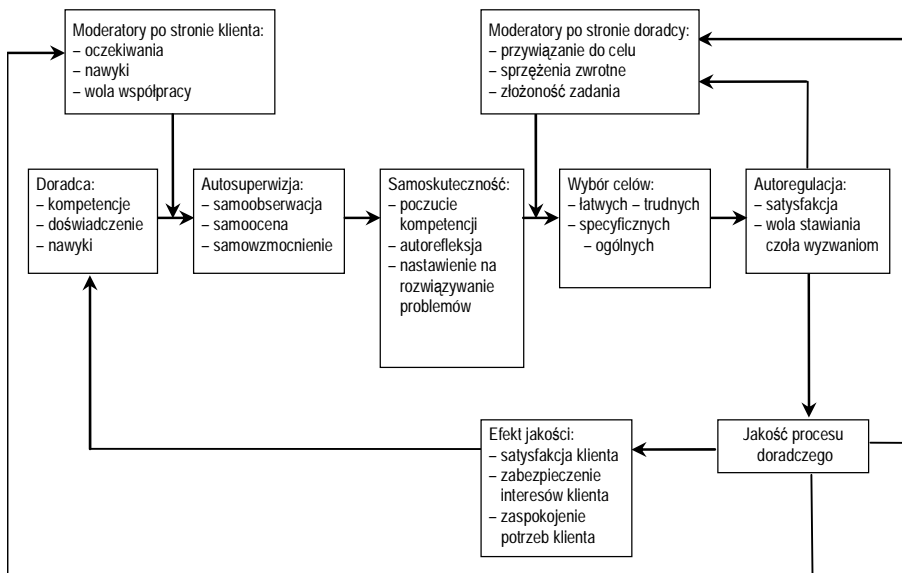 Moderatory po stronie klienta:
– oczekiwania
– nawyki
– wola współpracy
Moderatory po stronie doradcy:
– przywiązanie do celu
– sprzężenia zwrotne
– złożoność zadania
Doradca:
– kompetencje
– doświadczenie
– nawyki
Autosuperwizja:
– samoobserwacja
– samoocena
– samowzmocnienie
Samoskuteczność:
– poczucie
kompetencji
– autorefleksja
– nastawienie na
rozwiązywanie
problemów
Wybór celów:
– łatwych – trudnych
– specyficznych
– ogólnych
Autoregulacja:
– satysfakcja
– wola stawiania
czoła wyzwaniom
Efekt jakości:
– satysfakcja klienta
– zabezpieczenie
interesów klienta
– zaspokojenie
potrzeb klienta
Jakość procesu
doradczego